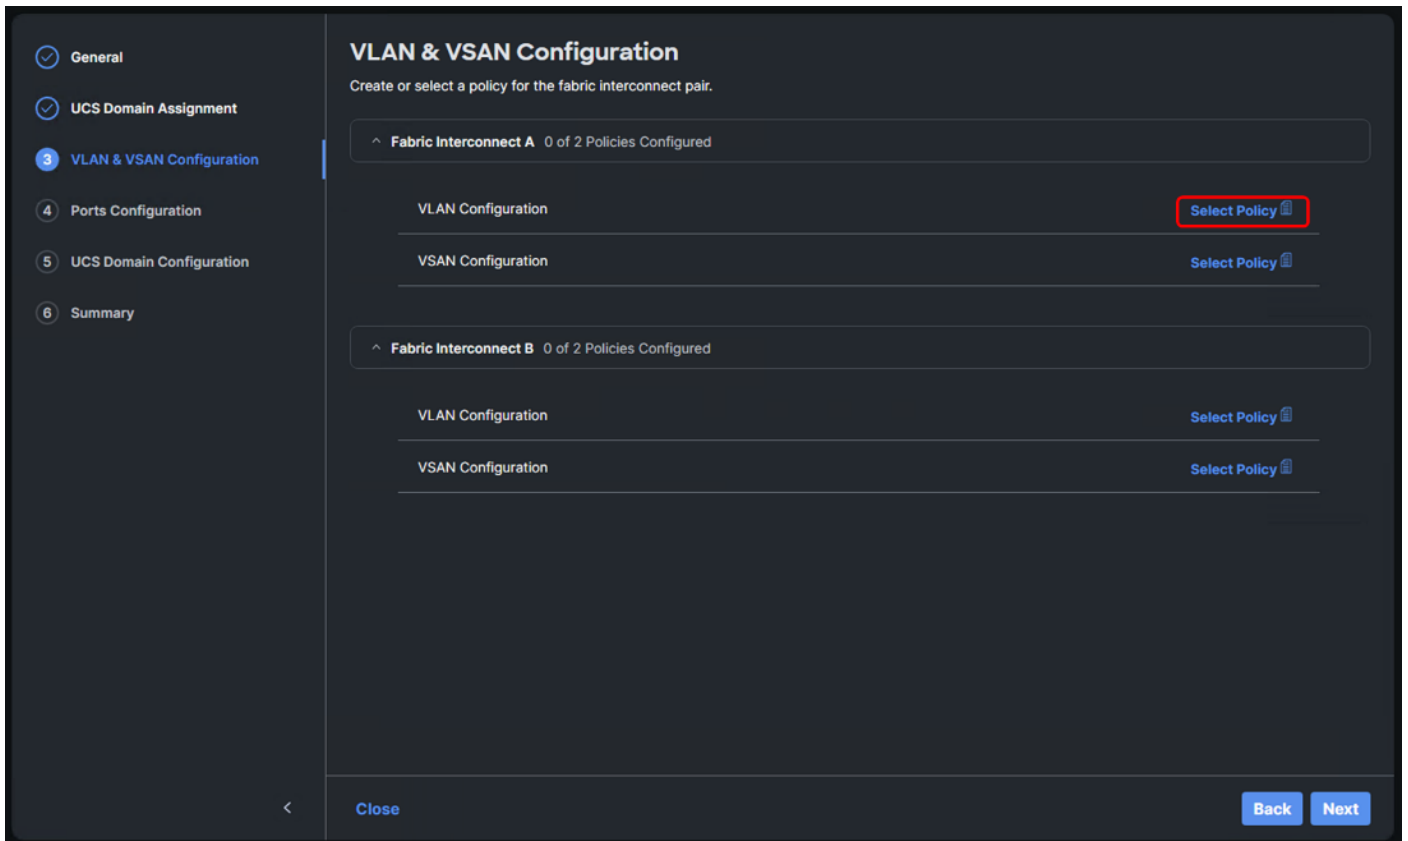 General
UCS Domain Assignment
3 VLAN & VSAN Configuration
4 Ports Configuration
5 UCS Domain Configuration
6 Summary
VLAN & VSAN Configuration
Create or select a policy for the fabric interconnect pair.
Fabric Interconnect A 0 of 2 Policies Configured
VLAN Configuration Select Policy
VSAN Configuration Select Policy
Fabric Interconnect B 0 of 2 Policies Configured
VLAN Configuration Select Policy
VSAN Configuration Select Policy
Close Back Next